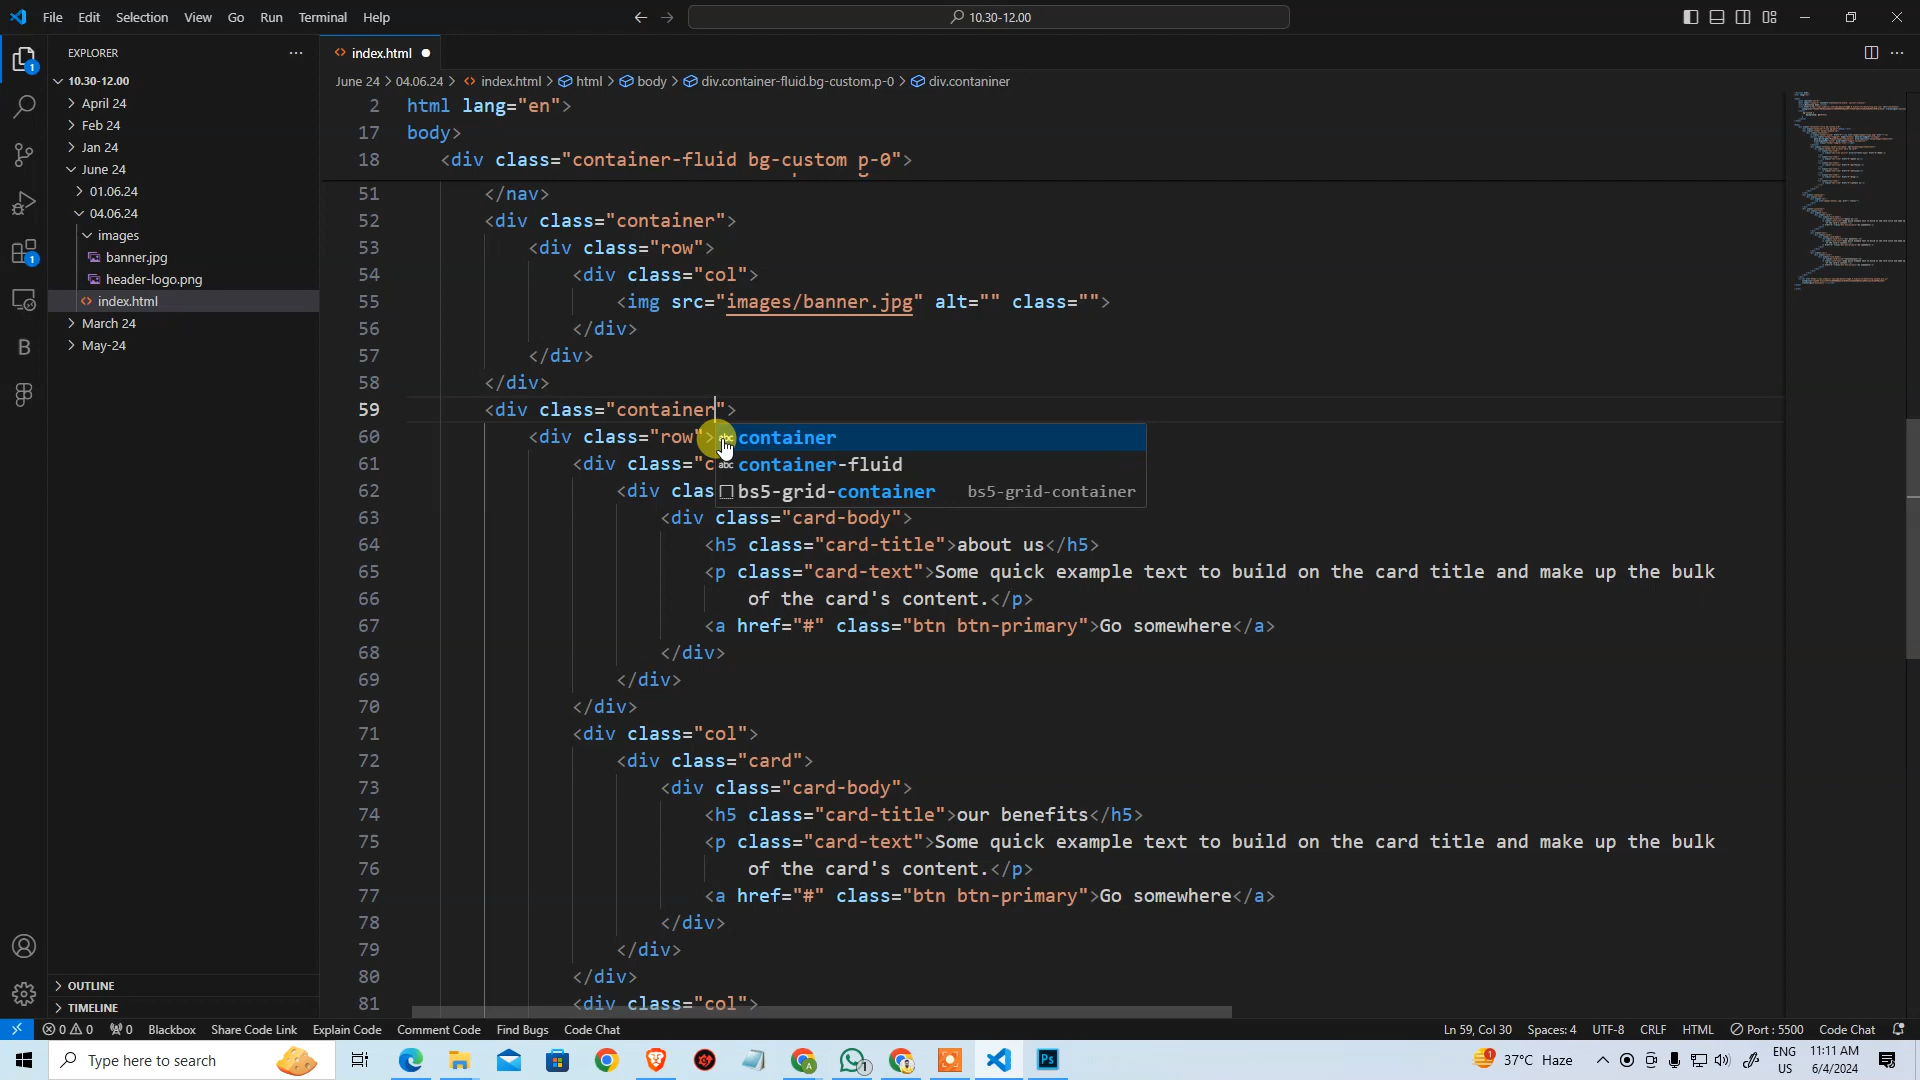 File Edit Selection View Go Run Terminal Help
10.30-12.00
EXPLORER
index.html
10.30-12.00
April 24
Feb 24
Jan 24
June 24
01.06.24
04.06.24
images
banner.jpg
header-logo.png
index.html
March 24
May-24
OUTLINE
TIMELINE
June 24 > 04.06.24 > index.html > html > body > div.container-fluid.bg-custom.p-0 > div.contaniner
2 html lang="en">
17 body>
18 <div class="container-fluid bg-custom p-0">
51 </nav>
52 <div class="container">
53 <div class="row">
54 <div class="col">
55 <img src="images/banner.jpg" alt="" class="">
56 </div>
57 </div>
58 </div>
59 <div class="container">
60 <div class="row">
61 <div class="c
62 <div clas
63 <div class="card-body">
64 <h5 class="card-title">about us</h5>
65 <p class="card-text">Some quick example text to build on the card title and make up the bulk
66 of the card's content.</p>
67 <a href="#" class="btn btn-primary">Go somewhere</a>
68 </div>
69 </div>
70 </div>
71 <div class="col">
72 <div class="card">
73 <div class="card-body">
74 <h5 class="card-title">our benefits</h5>
75 <p class="card-text">Some quick example text to build on the card title and make up the bulk
76 of the card's content.</p>
77 <a href="#" class="btn btn-primary">Go somewhere</a>
78 </div>
79 </div>
80 </div>
81 <div class="col">
abc container
abc container-fluid
bs5-grid-container bs5-grid-container
0 0 0 Blackbox Share Code Link Explain Code Comment Code Find Bugs Code Chat
Ln 59, Col 30 Spaces: 4 UTF-8 CRLF HTML Port : 5500 Code Chat
Type here to search
37°C Haze
ENG
US
11:11 AM
6/4/2024